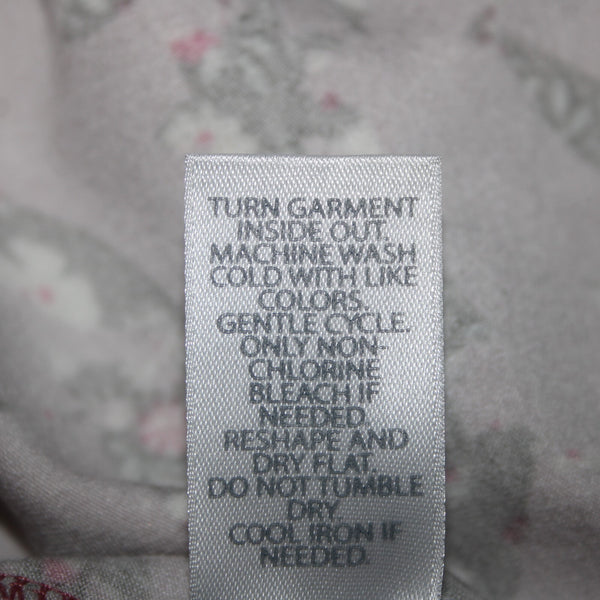 TURN GARMENT
INSIDE OUT.
MACHINE WASH
COLD WITH LIKE
COLORS.
GENTLE CYCLE.
ONLY NON-
CHLORINE
BLEACH IF
NEEDED.
RESHAPE AND
DRY FLAT.
DO NOT TUMBLE
DRY
COOL IRON IF
NEEDED.